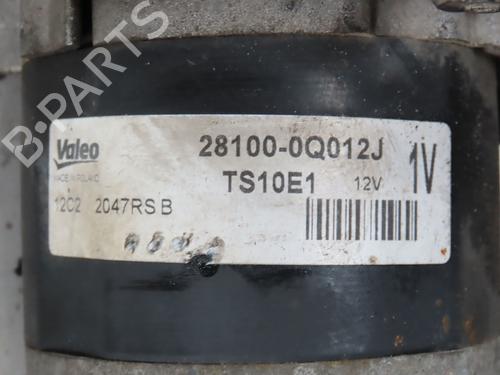 B-PARTS
Valeo
MADE IN POLAND
28100-0Q012J
TS10E1 12V
1V
12C2 2047RS B